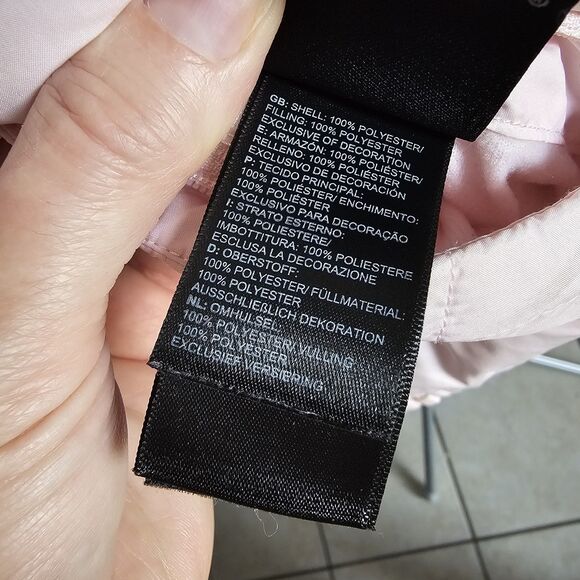 GB: SHELL: 100% POLYESTER/
FILLING: 100% POLYESTER
EXCLUSIVE OF DECORATION
E: ARMAZÓN: 100% POLIÉSTER/
RELLENO: 100% POLIÉSTER
EXCLUSIVO DE DECORACIÓN
P: TECIDO PRINCIPAL:
100% POLIÉSTER/ ENCHIMENTO:
100% POLIÉSTER
EXCLUSIVO PARA DECORAÇÃO
I: STRATO ESTERNO:
100% POLIESTERE/
IMBOTTITURA: 100% POLIESTERE
ESCLUSA LA DECORAZIONE
D: OBERSTOFF:
100% POLYESTER/ FÜLLMATERIAL:
100% POLYESTER
AUSSCHLIEßLICH DEKORATION
NL: OMHULSEL:
100% POLYESTER/ VULLING
100% POLYESTER
EXCLUSIEF VERSIERING